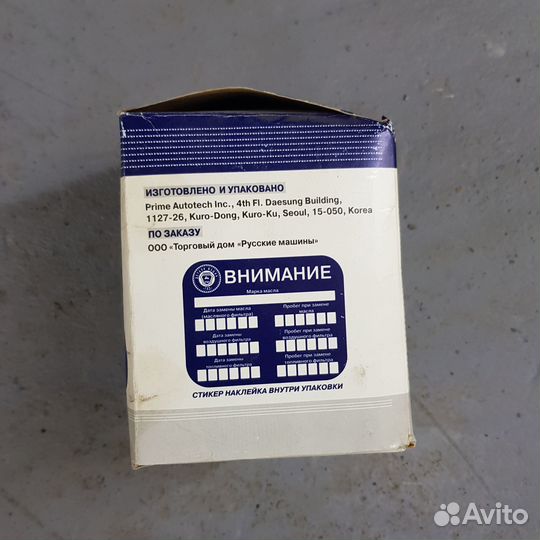 ИЗГОТОВЛЕНО И УПАКОВАНО
Prime Autotech Inc., 4th Fl. Daesung Building,
1127-26, Kuro-Dong, Kuro-Ku, Seoul, 15-050, Korea
ПО ЗАКАЗУ
ООО «Торговый дом «Русские машины»
ВНИМАНИЕ
Марка масла
Дата замены масла
(масляного фильтра)
Пробег при замене
масла
Дата замены
воздушного фильтра
Пробег при замене
воздушного фильтра
Дата замены
топливного фильтра
Пробег при замене
топливного фильтра
СТИКЕР НАКЛЕЙКА ВНУТРИ УПАКОВКИ
Avito